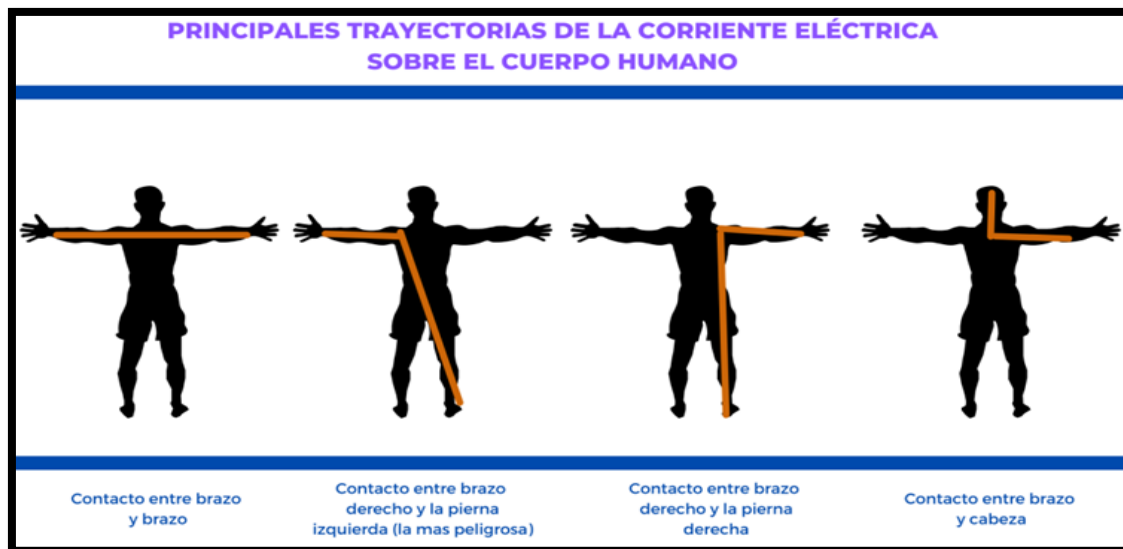 PRINCIPALES TRAYECTORIAS DE LA CORRIENTE ELÉCTRICA
SOBRE EL CUERPO HUMANO
Contacto entre brazo
y brazo
Contacto entre brazo
derecho y la pierna
izquierda (la mas peligrosa)
Contacto entre brazo
derecho y la pierna
derecha
Contacto entre brazo
y cabeza